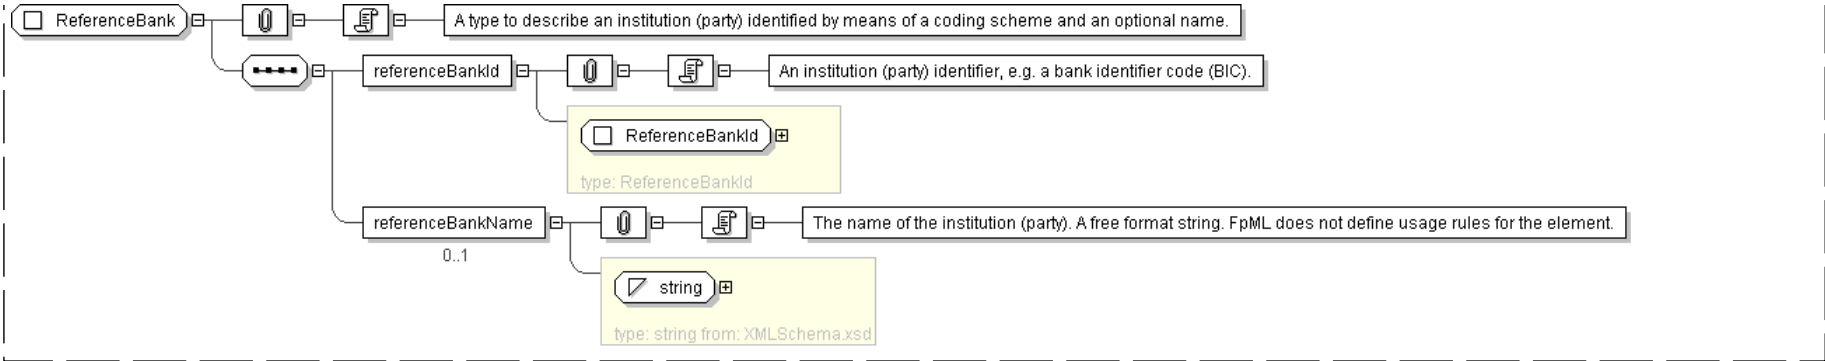 ReferenceBank A type to describe an institution (party) identified by means of a coding scheme and an optional name.
referenceBankId An institution (party) identifier, e.g. a bank identifier code (BIC).
ReferenceBankId
type: ReferenceBankId
referenceBankName The name of the institution (party). A free format string. FpML does not define usage rules for the element.
0..1
string
type: string from: XMLSchema.xsd